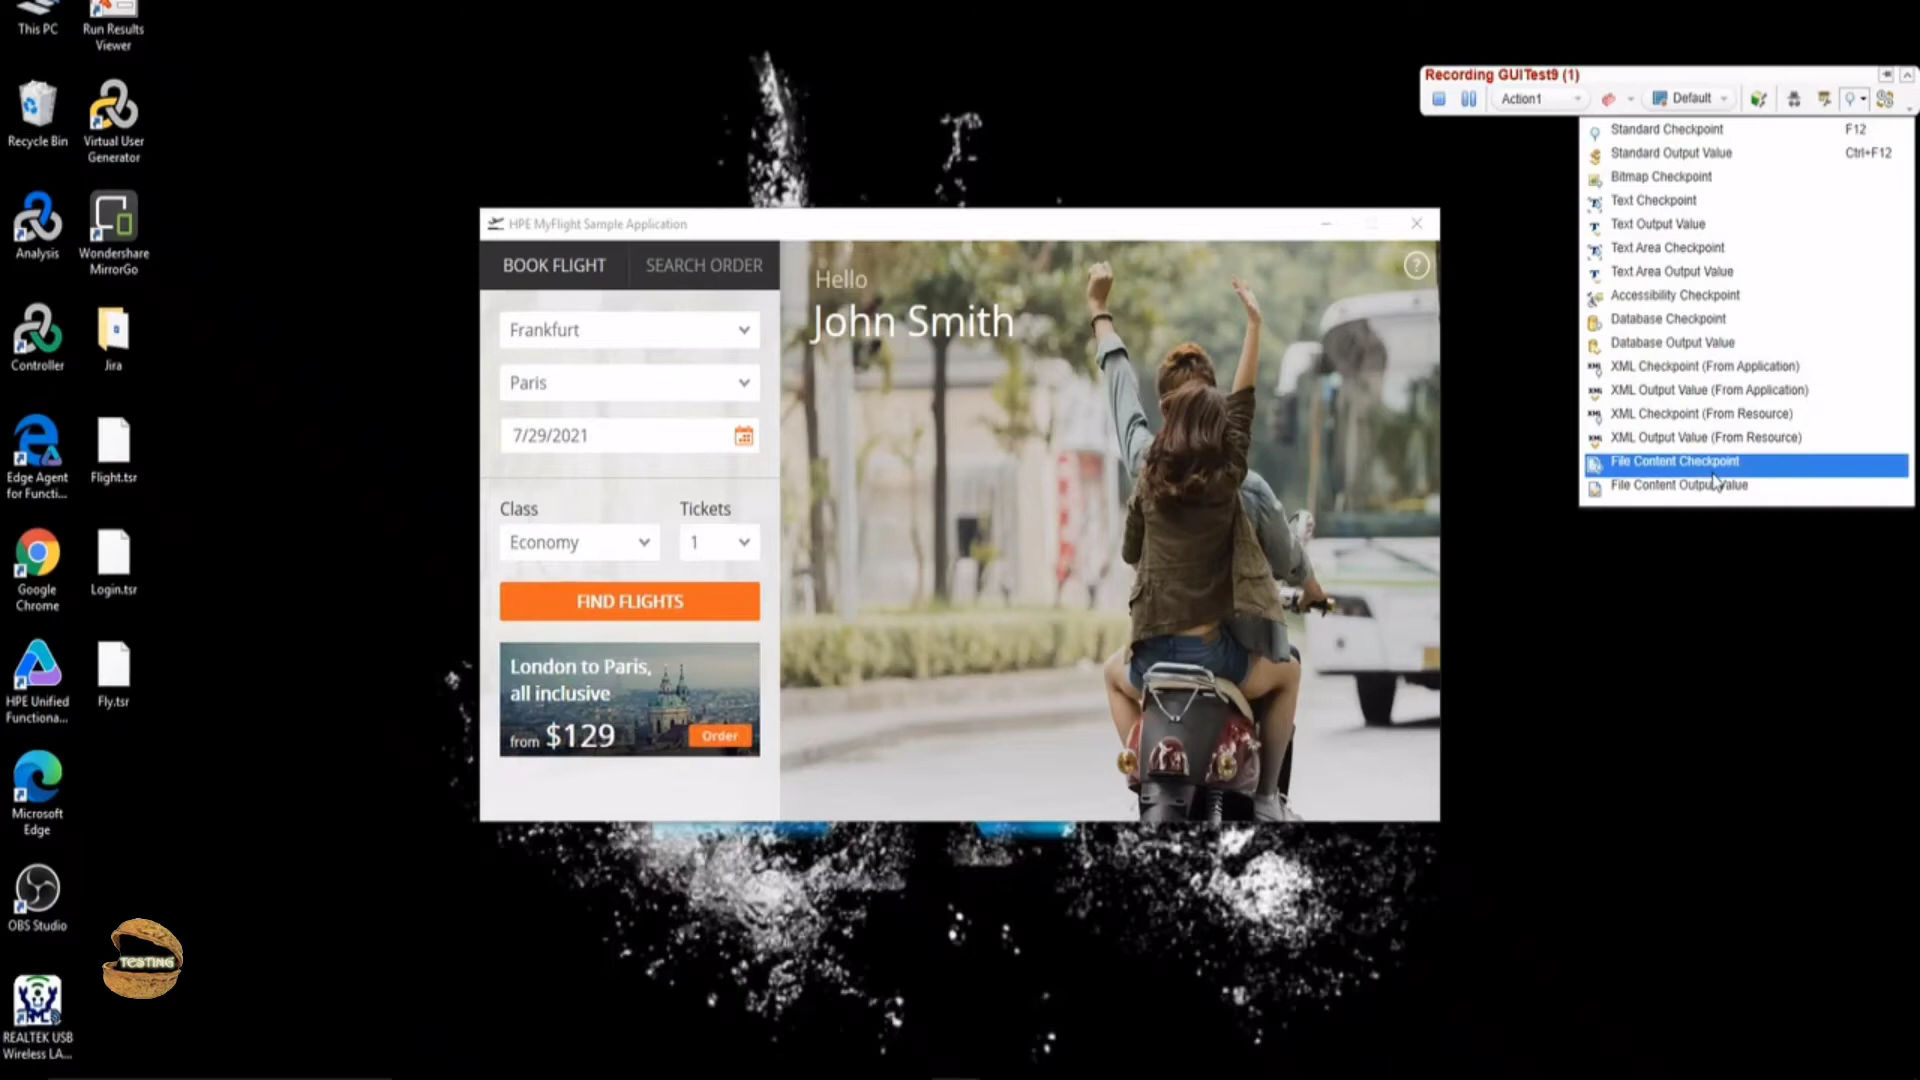 This PC
Run Results
Viewer
Recycle Bin
Virtual User
Generator
Analysis
Wondershare
MirrorGo
Controller
Jira
Edge Agent
for Functi...
Flight.tsr
Google
Chrome
Login.tsr
HPE Unified
Functiona...
Fly.tsr
Microsoft
Edge
OBS Studio
TESTING
REALTEK USB
Wireless LA...
HPE MyFlight Sample Application
BOOK FLIGHT
SEARCH ORDER
Frankfurt
Paris
7/29/2021
Class
Tickets
Economy
1
FIND FLIGHTS
London to Paris,
all inclusive
from $129
Order
Hello
John Smith
?
Recording GUITest9 (1)
Action1
Default
Standard Checkpoint F12
Standard Output Value Ctrl+F12
Bitmap Checkpoint
Text Checkpoint
Text Output Value
Text Area Checkpoint
Text Area Output Value
Accessibility Checkpoint
Database Checkpoint
Database Output Value
XML Checkpoint (From Application)
XML Output Value (From Application)
XML Checkpoint (From Resource)
XML Output Value (From Resource)
File Content Checkpoint
File Content Output Value